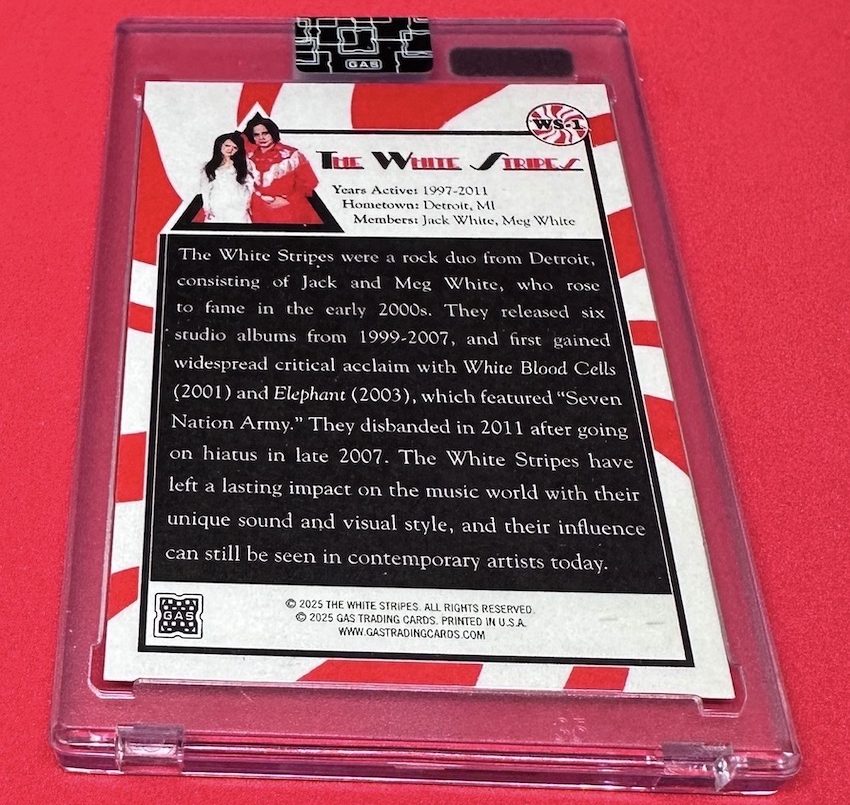 GAS
WS-1
THE WHITE STRIPES
Years Active: 1997-2011
Hometown: Detroit, MI
Members: Jack White, Meg White
The White Stripes were a rock duo from Detroit,
consisting of Jack and Meg White, who rose
to fame in the early 2000s. They released six
studio albums from 1999-2007, and first gained
widespread critical acclaim with White Blood Cells
(2001) and Elephant (2003), which featured “Seven
Nation Army.” They disbanded in 2011 after going
on hiatus in late 2007. The White Stripes have
left a lasting impact on the music world with their
unique sound and visual style, and their influence
can still be seen in contemporary artists today.
GAS
© 2025 THE WHITE STRIPES. ALL RIGHTS RESERVED.
© 2025 GAS TRADING CARDS. PRINTED IN U.S.A.
WWW.GASTRADINGCARDS.COM